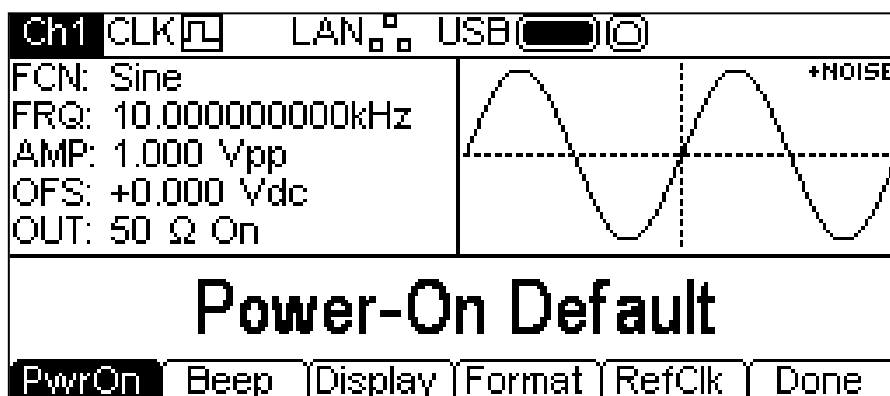 Ch1 CLK LAN USB
FCN: Sine
FRQ: 10.000000000kHz
AMP: 1.000 Vpp
OFS: +0.000 Vdc
OUT: 50 Ω On
+NOISE
Power-On Default
PwrOn Beep Display Format RefClk Done